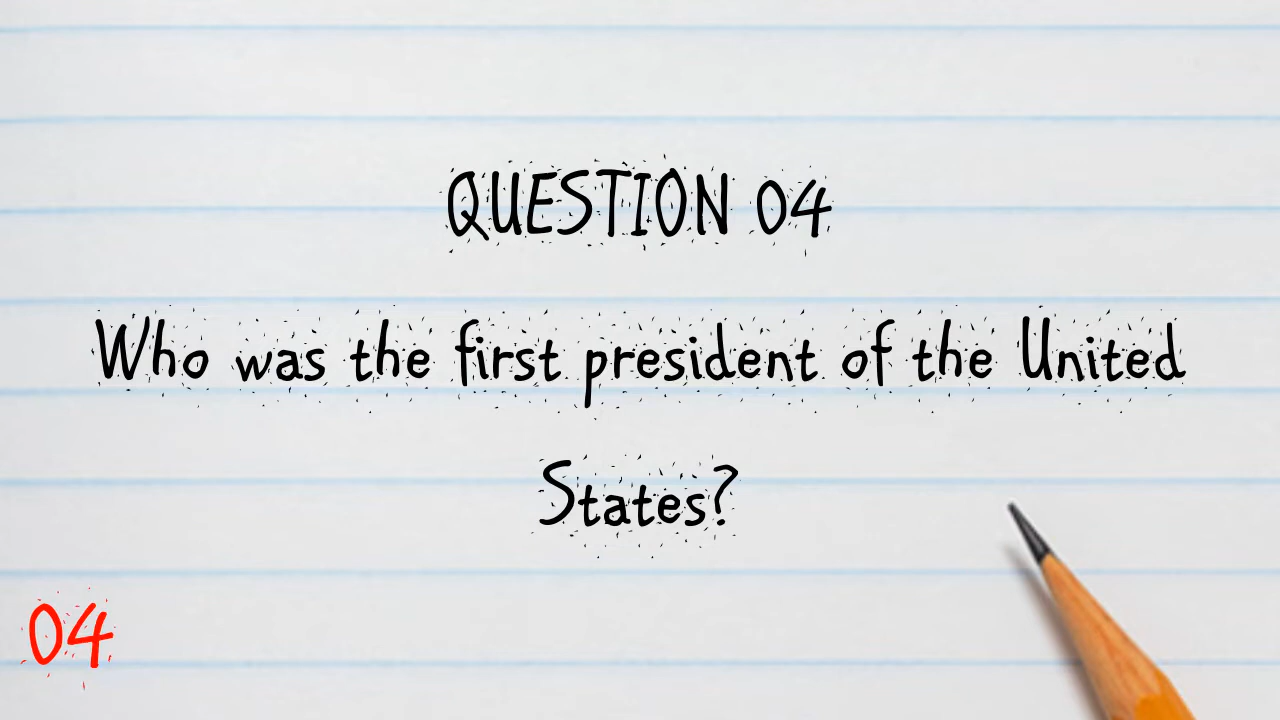 QUESTION 04
Who was the first president of the United
States?
04